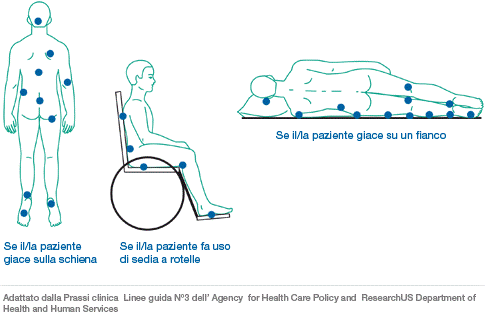 Se il/la paziente giace su un fianco
Se il/la paziente
giace sulla schiena
Se il/la paziente fa uso
di sedia a rotelle
Adattato dalla Prassi clinica Linee guida N°3 dell' Agency for Health Care Policy and ResearchUS Department of
Health and Human Services